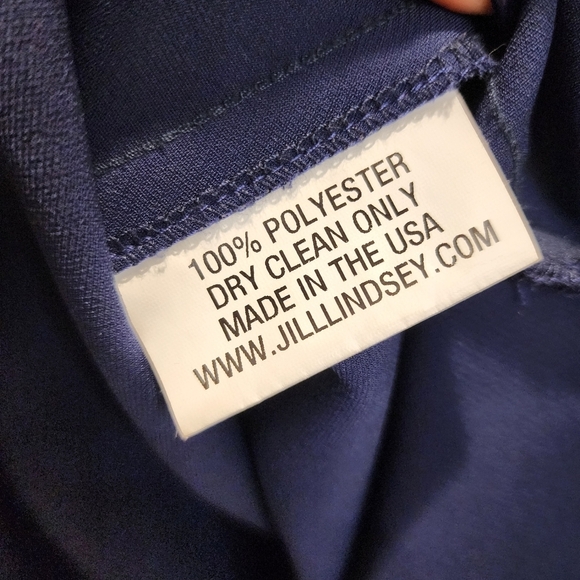 100% POLYESTER
DRY CLEAN ONLY
MADE IN THE USA
WWW.JILLLINDSEY.COM